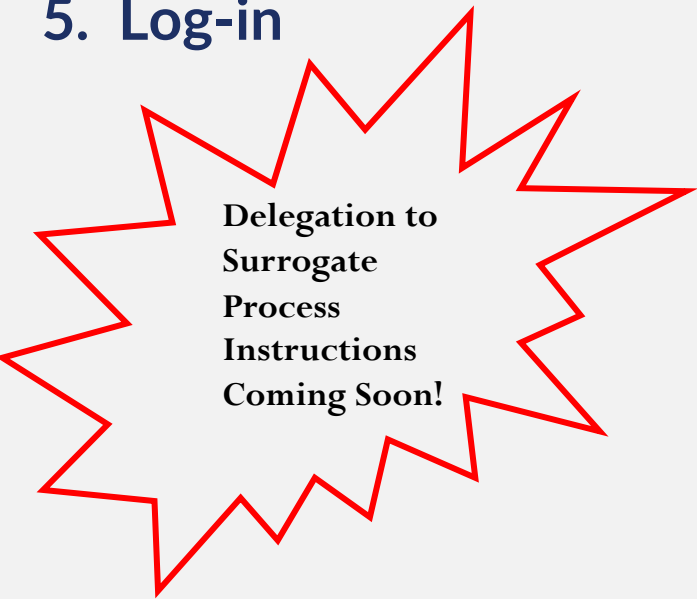 5. Log-in
Delegation to
Surrogate
Process
Instructions
Coming Soon!